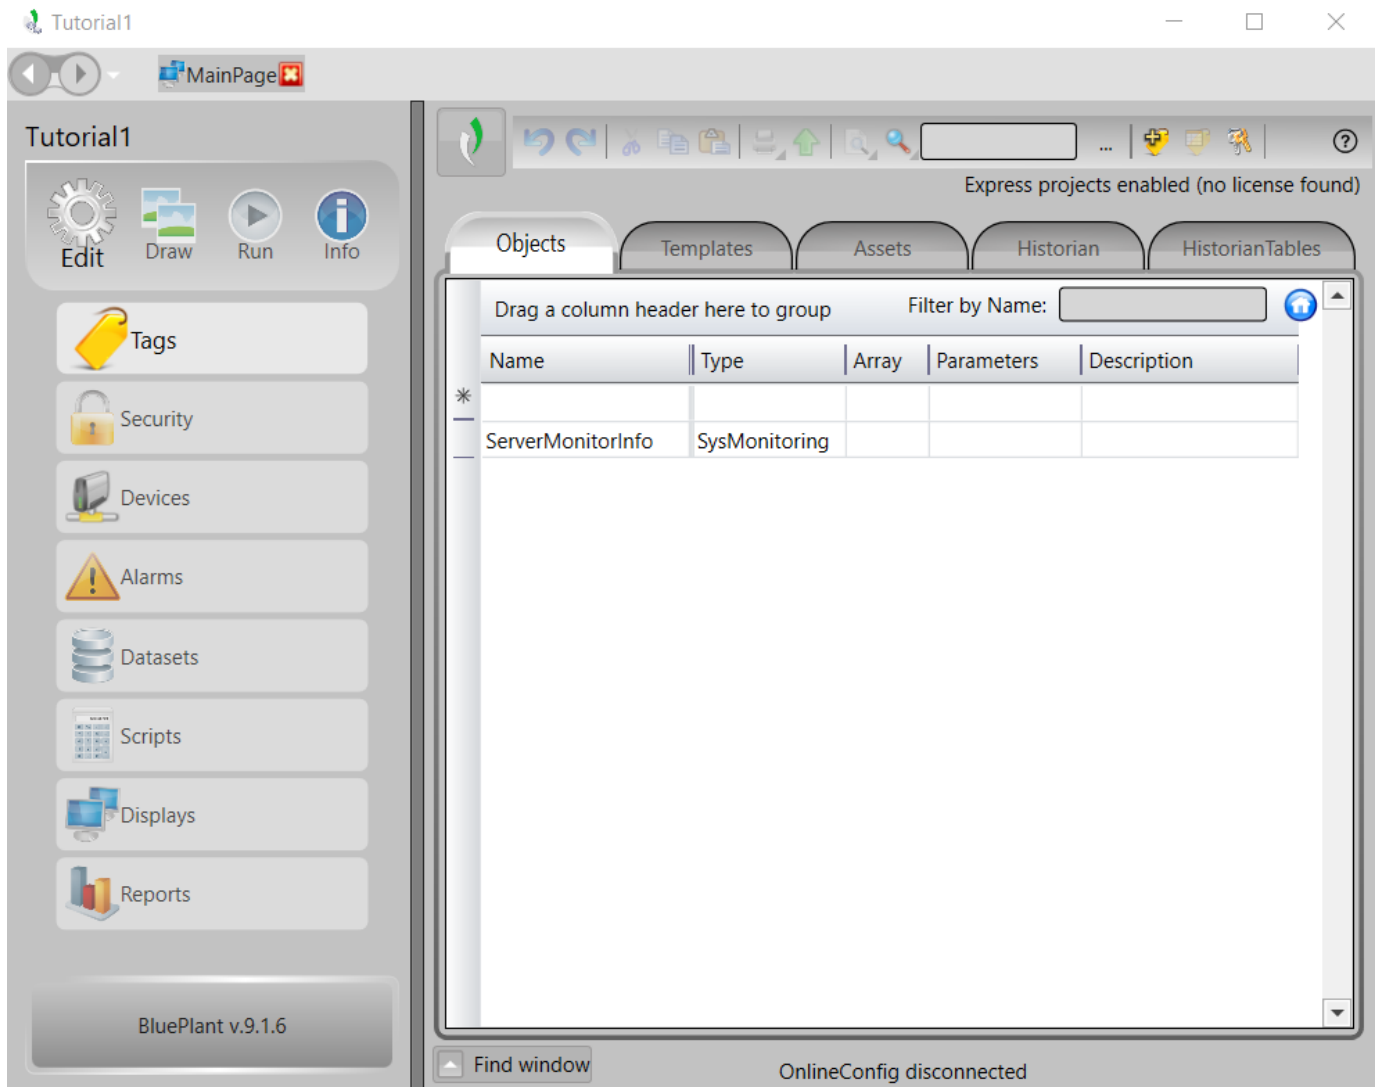 Tutorial1
MainPage
Tutorial1
Edit
Draw
Run
Info
Tags
Security
Devices
Alarms
Datasets
Scripts
Displays
Reports
BluePlant v.9.1.6
...
Express projects enabled (no license found)
Objects
Templates
Assets
Historian
HistorianTables
Drag a column header here to group
Filter by Name:
Name Type Array Parameters Description
ServerMonitorInfo SysMonitoring
Find window
OnlineConfig disconnected